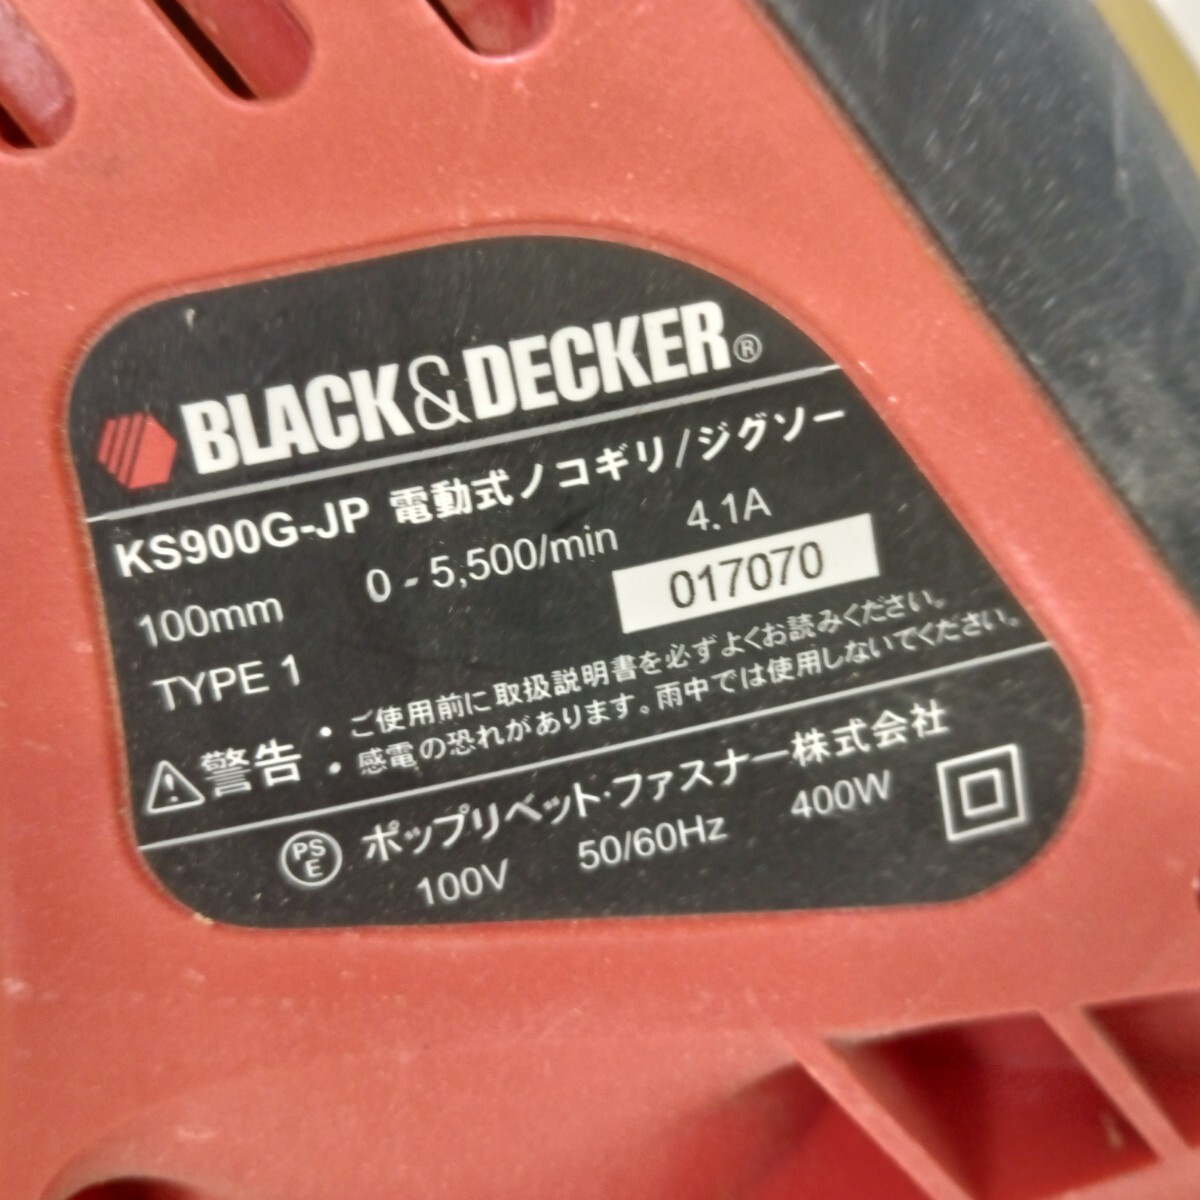 BLACK&DECKER®
KS900G-JP 電動式ノコギリ/ジグソー
100mm 0 - 5,500/min 4.1A
TYPE 1 017070
警告 ・ご使用前に取扱説明書を必ずよくお読みください。
・感電の恐れがあります。雨中では使用しないでください。
PSE ポップリベット・ファスナー株式会社
100V 50/60Hz 400W